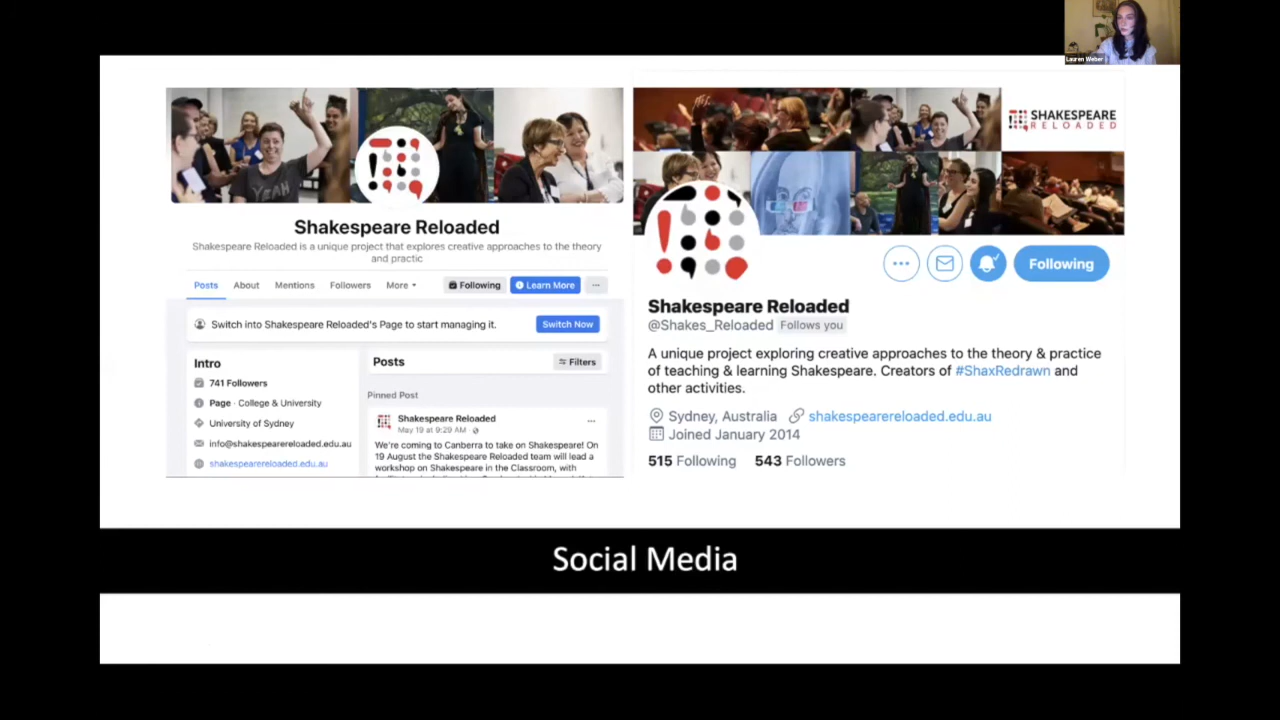 Lauren Weber
YEAH
Shakespeare Reloaded
Shakespeare Reloaded is a unique project that explores creative approaches to the theory
and practic
Posts About Mentions Followers More
Following
Learn More
Switch into Shakespeare Reloaded's Page to start managing it.
Switch Now
Intro
741 Followers
Page · College & University
University of Sydney
info@shakespearereloaded.edu.au
shakespearereloaded.edu.au
Posts
Filters
Pinned Post
Shakespeare Reloaded
May 19 at 9:29 AM
We're coming to Canberra to take on Shakespeare! On
19 August the Shakespeare Reloaded team will lead a
workshop on Shakespeare in the Classroom, with
SHAKESPEARE
RELOADED
Following
Shakespeare Reloaded
@Shakes_Reloaded Follows you
A unique project exploring creative approaches to the theory & practice
of teaching & learning Shakespeare. Creators of #ShaxRedrawn and
other activities.
Sydney, Australia shakespearereloaded.edu.au
Joined January 2014
515 Following 543 Followers
Social Media